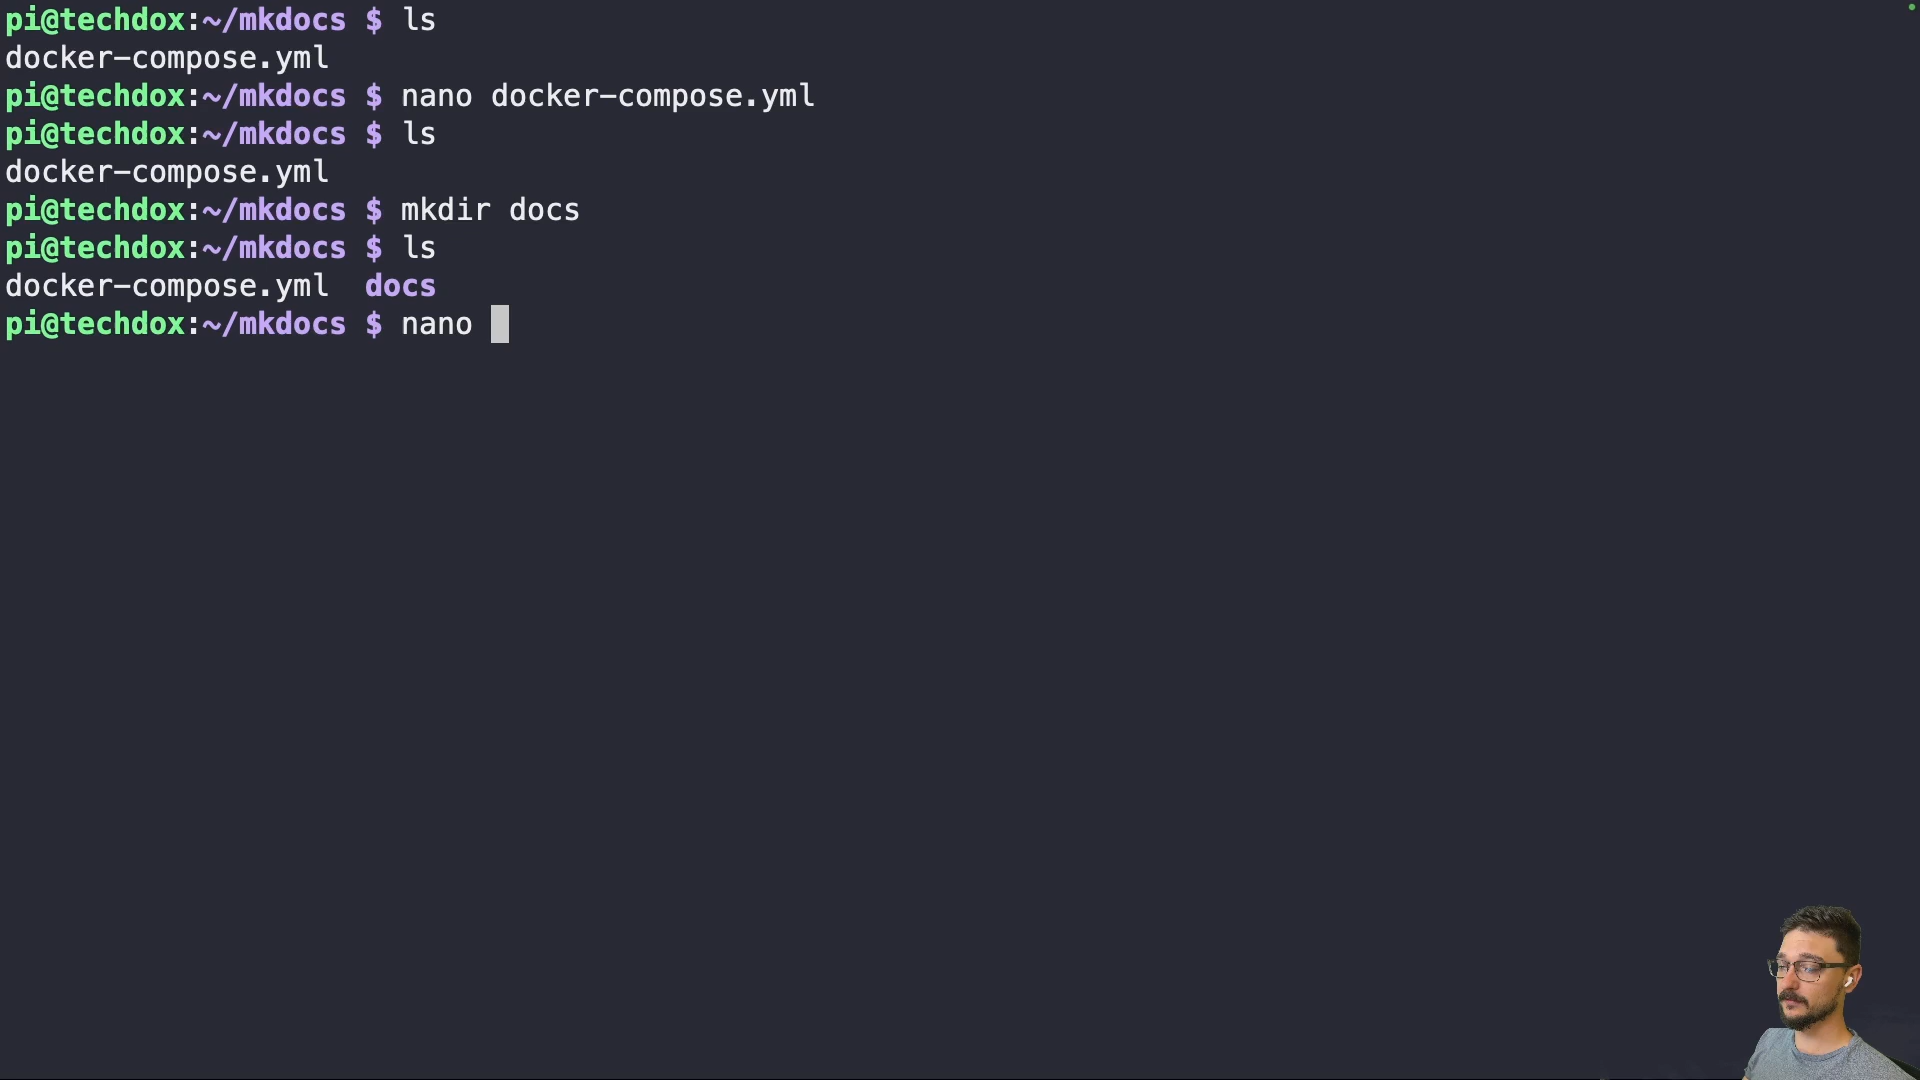 pi@techdox:~/mkdocs $ ls
docker-compose.yml
pi@techdox:~/mkdocs $ nano docker-compose.yml
pi@techdox:~/mkdocs $ ls
docker-compose.yml
pi@techdox:~/mkdocs $ mkdir docs
pi@techdox:~/mkdocs $ ls
docker-compose.yml  docs
pi@techdox:~/mkdocs $ nano